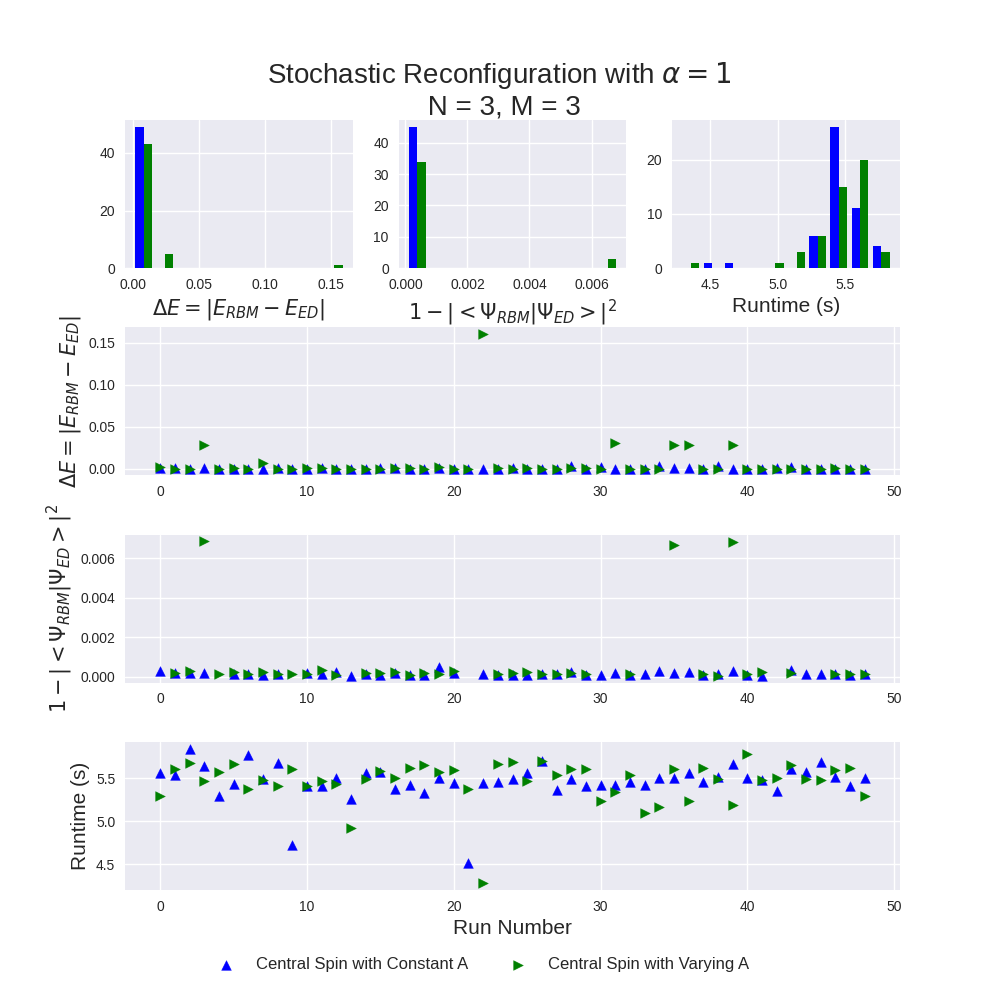 Stochastic Reconfiguration with α = 1
N = 3, M = 3
40
20
0
0.00 0.05 0.10 0.15
ΔE = |E_RBM − E_ED|
40
30
20
10
0
0.000 0.002 0.004 0.006
1 − | < Ψ_RBM|Ψ_ED > |²
20
10
0
4.5 5.0 5.5
Runtime (s)
ΔE = |E_RBM − E_ED|
0.15
0.10
0.05
0.00
0 10 20 30 40 50
1 − | < Ψ_RBM|Ψ_ED > |²
0.006
0.004
0.002
0.000
0 10 20 30 40 50
Runtime (s)
5.5
5.0
4.5
0 10 20 30 40 50
Run Number
Central Spin with Constant A
Central Spin with Varying A